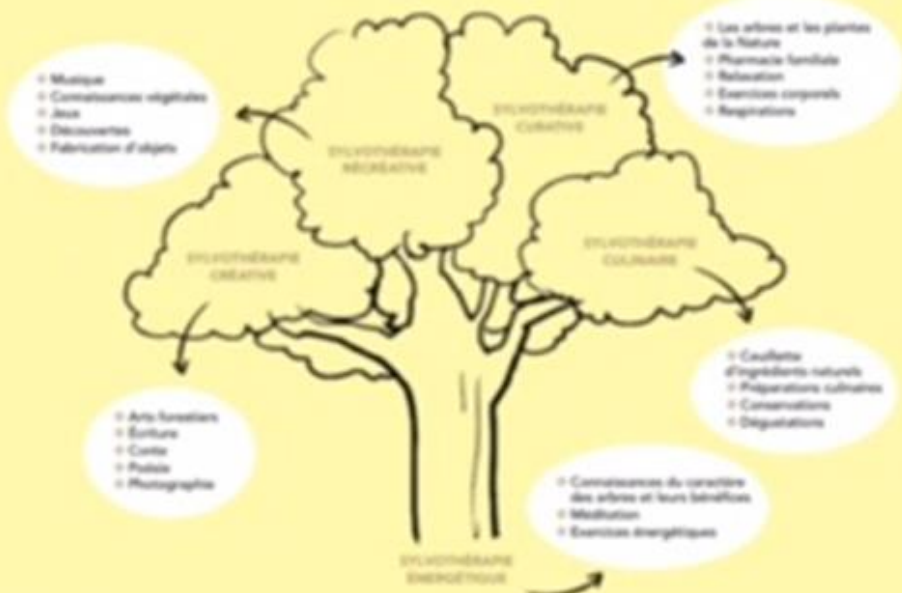 + Musique
+ Connaissances végétales
+ Jeux
+ Découvertes
+ Fabrication d'objets
SYLVOTHÉRAPIE
RÉCRÉATIVE
SYLVOTHÉRAPIE
CURATIVE
+ Les arbres et les plantes
de la Nature
+ Pharmacie familiale
+ Relaxation
+ Exercices corporels
+ Respirations
SYLVOTHÉRAPIE
CRÉATIVE
SYLVOTHÉRAPIE
CULINAIRE
+ Arts forestiers
+ Écriture
+ Conte
+ Poésie
+ Photographie
+ Cueillette
d'ingrédients naturels
+ Préparations culinaires
+ Conservations
+ Dégustations
SYLVOTHÉRAPIE
ÉNERGÉTIQUE
+ Connaissances du caractère
des arbres et leurs bénéfices
+ Méditation
+ Exercices énergétiques